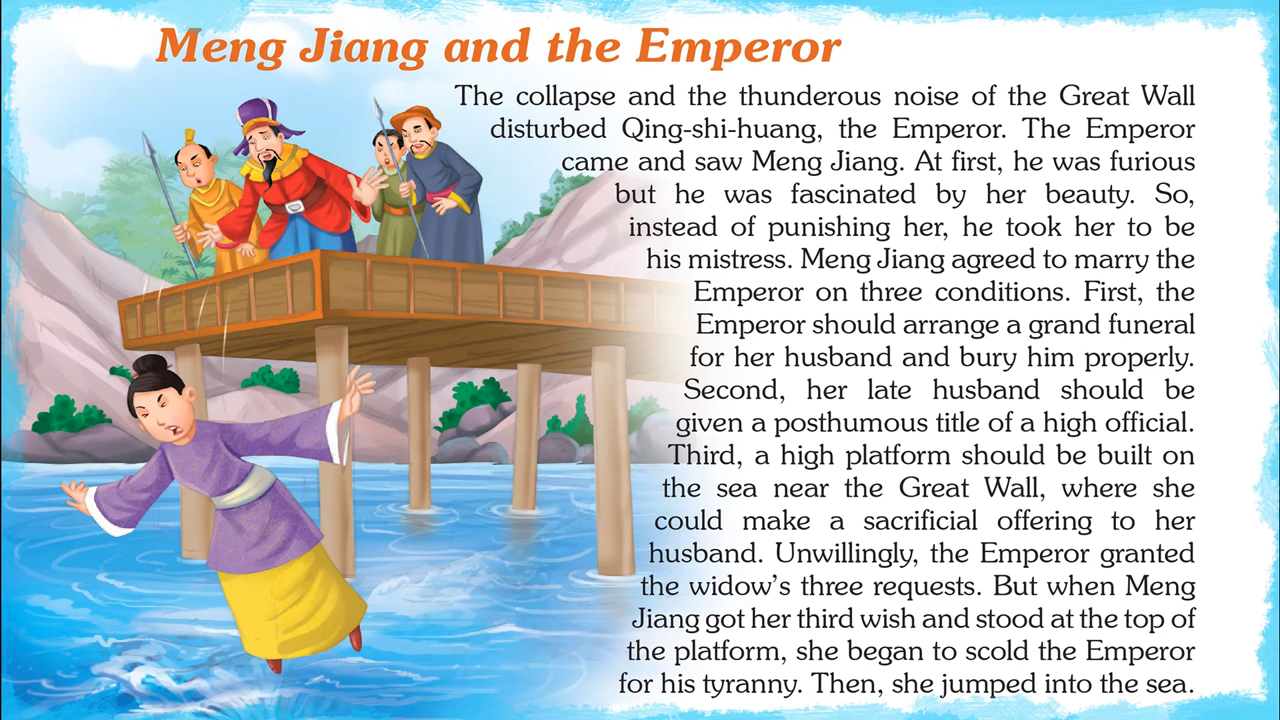 Meng Jiang and the Emperor
The collapse and the thunderous noise of the Great Wall
disturbed Qing-shi-huang, the Emperor. The Emperor
came and saw Meng Jiang. At first, he was furious
but he was fascinated by her beauty. So,
instead of punishing her, he took her to be
his mistress. Meng Jiang agreed to marry the
Emperor on three conditions. First, the
Emperor should arrange a grand funeral
for her husband and bury him properly.
Second, her late husband should be
given a posthumous title of a high official.
Third, a high platform should be built on
the sea near the Great Wall, where she
could make a sacrificial offering to her
husband. Unwillingly, the Emperor granted
the widow's three requests. But when Meng
Jiang got her third wish and stood at the top of
the platform, she began to scold the Emperor
for his tyranny. Then, she jumped into the sea.